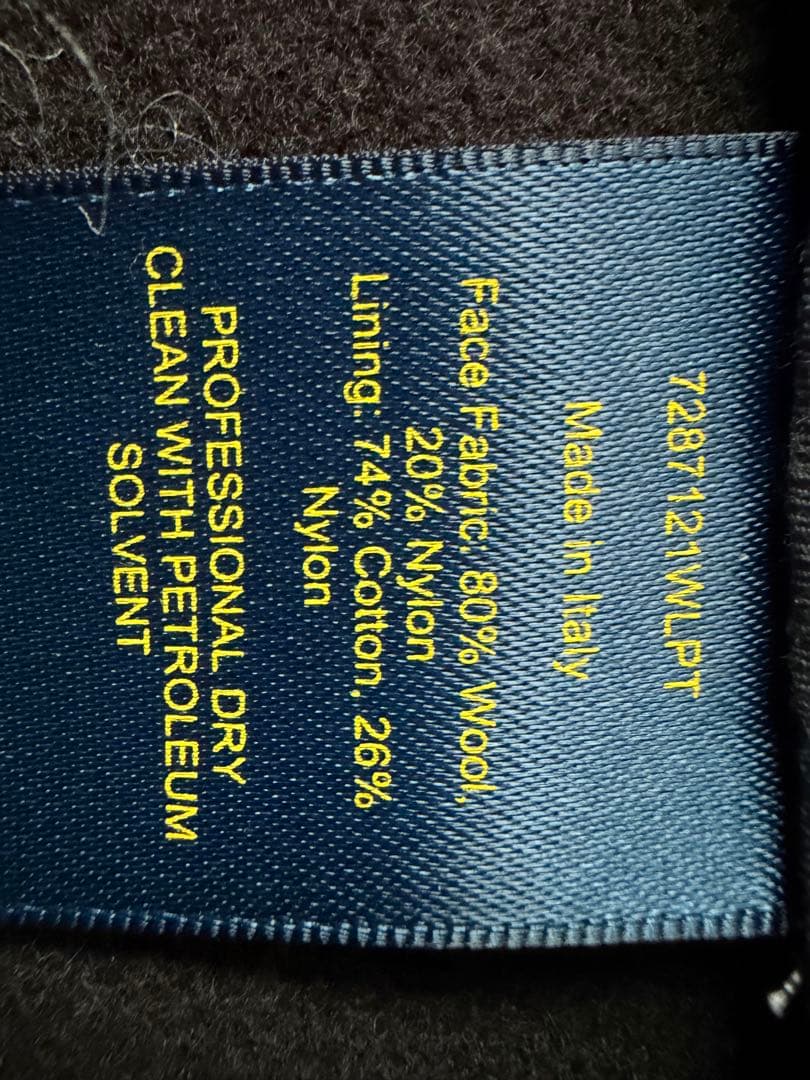 7287121WLPT
Made in Italy
Face Fabric: 80% Wool,
20% Nylon
Lining: 74% Cotton, 26%
Nylon
PROFESSIONAL DRY
CLEAN WITH PETROLEUM
SOLVENT